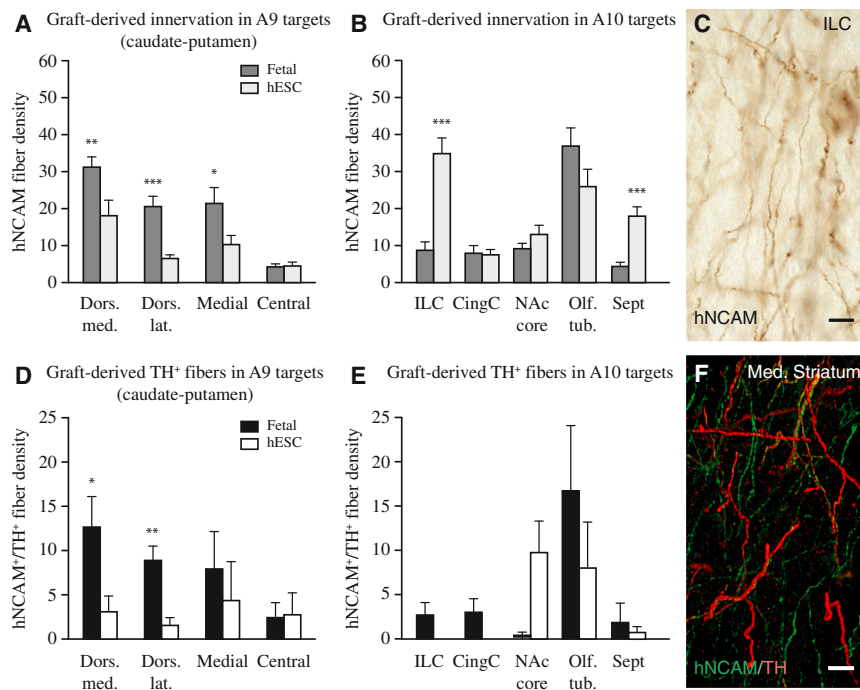 A Graft-derived innervation in A9 targets
(caudate-putamen)
Fetal
hESC
hNCAM fiber density
60
50
40
30
20
10
0
**
***
*
Dors.
med.
Dors.
lat.
Medial
Central
B Graft-derived innervation in A10 targets
hNCAM fiber density
60
50
40
30
20
10
0
***
***
ILC
CingC
NAc
core
Olf.
tub.
Sept
C ILC
hNCAM
D Graft-derived TH⁺ fibers in A9 targets
(caudate-putamen)
Fetal
hESC
hNCAM⁺/TH⁺ fiber density
25
20
15
10
5
0
*
**
Dors.
med.
Dors.
lat.
Medial
Central
E Graft-derived TH⁺ fibers in A10 targets
hNCAM⁺/TH⁺ fiber density
25
20
15
10
5
0
ILC
CingC
NAc
core
Olf.
tub.
Sept
F Med. Striatum
hNCAM/TH